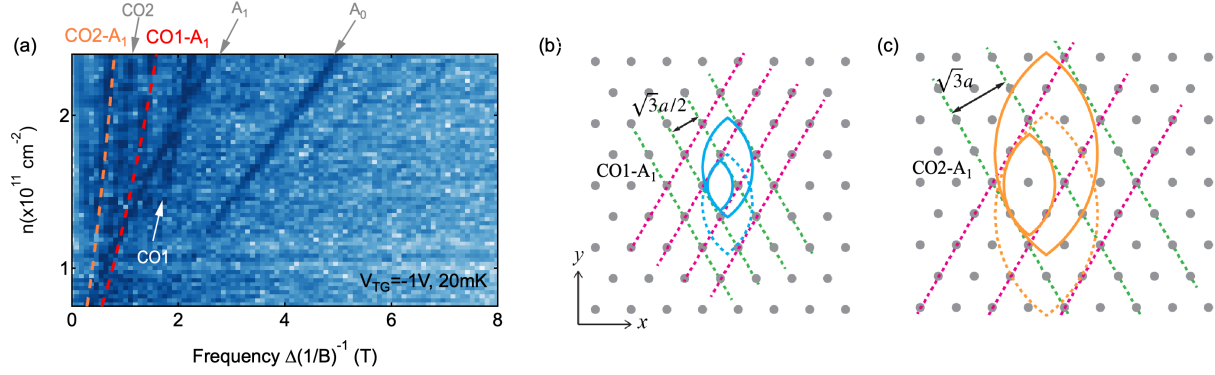 CO2 A₁ A₀
(a) CO2-A₁ CO1-A₁
n(x10¹¹ cm⁻²)
2
1
CO1
V_TG=-1V, 20mK
0 2 4 6 8
Frequency Δ(1/B)⁻¹ (T)
(b)
√3a/2
CO1-A₁
y
x
(c)
√3a
CO2-A₁